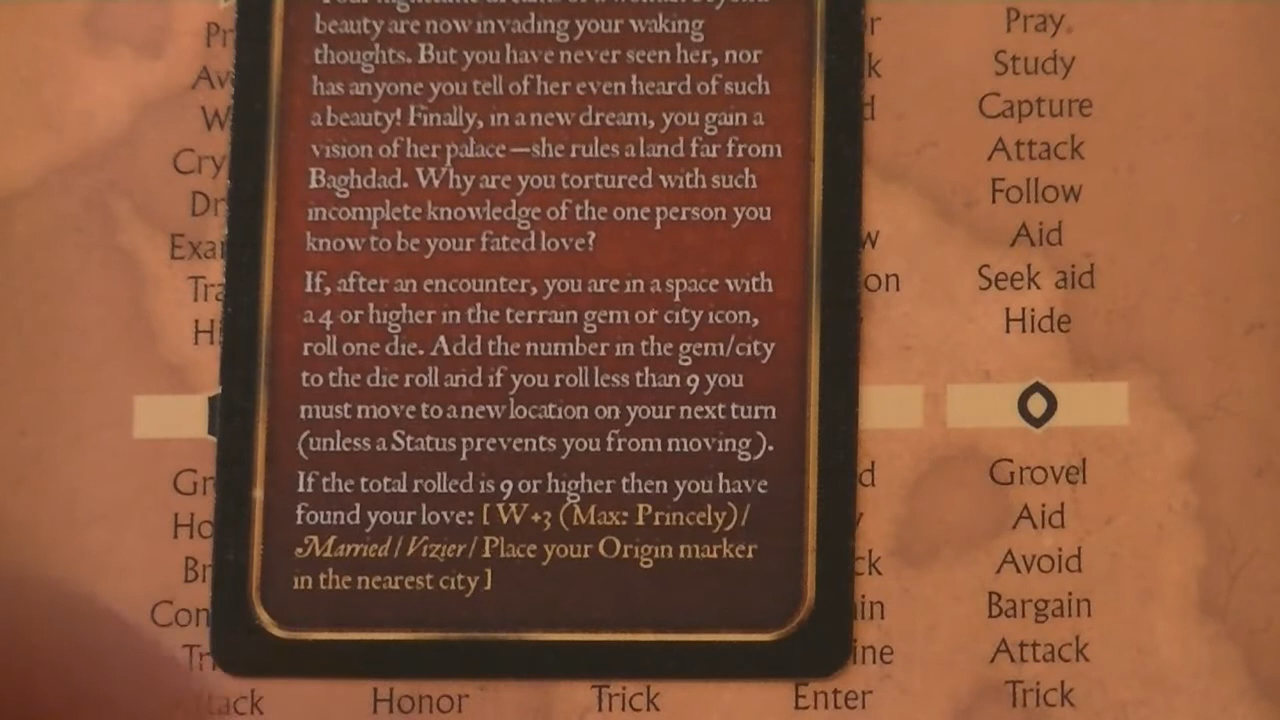 beauty are now invading your waking
thoughts. But you have never seen her, nor
has anyone you tell of her even heard of such
a beauty! Finally, in a new dream, you gain a
vision of her palace—she rules a land far from
Baghdad. Why are you tortured with such
incomplete knowledge of the one person you
know to be your fated love?
If, after an encounter, you are in a space with
a 4 or higher in the terrain gem or city icon,
roll one die. Add the number in the gem/city
to the die roll and if you roll less than 9 you
must move to a new location on your next turn
(unless a Status prevents you from moving).
If the total rolled is 9 or higher then you have
found your love: [ W+3 (Max: Princely) /
Married / Vizier / Place your Origin marker
in the nearest city ]
Pray
Study
Capture
Attack
Follow
Aid
Seek aid
Hide
Grovel
Aid
Avoid
Bargain
Attack
Honor
Trick
Enter
Trick